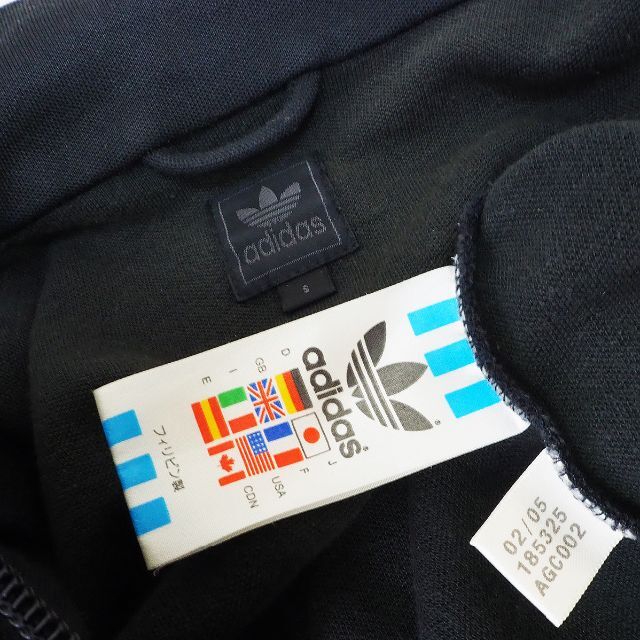 adidas
S
adidas
E I GB D
CDN USA F J
フィリピン製
02/05
185325
AGC002